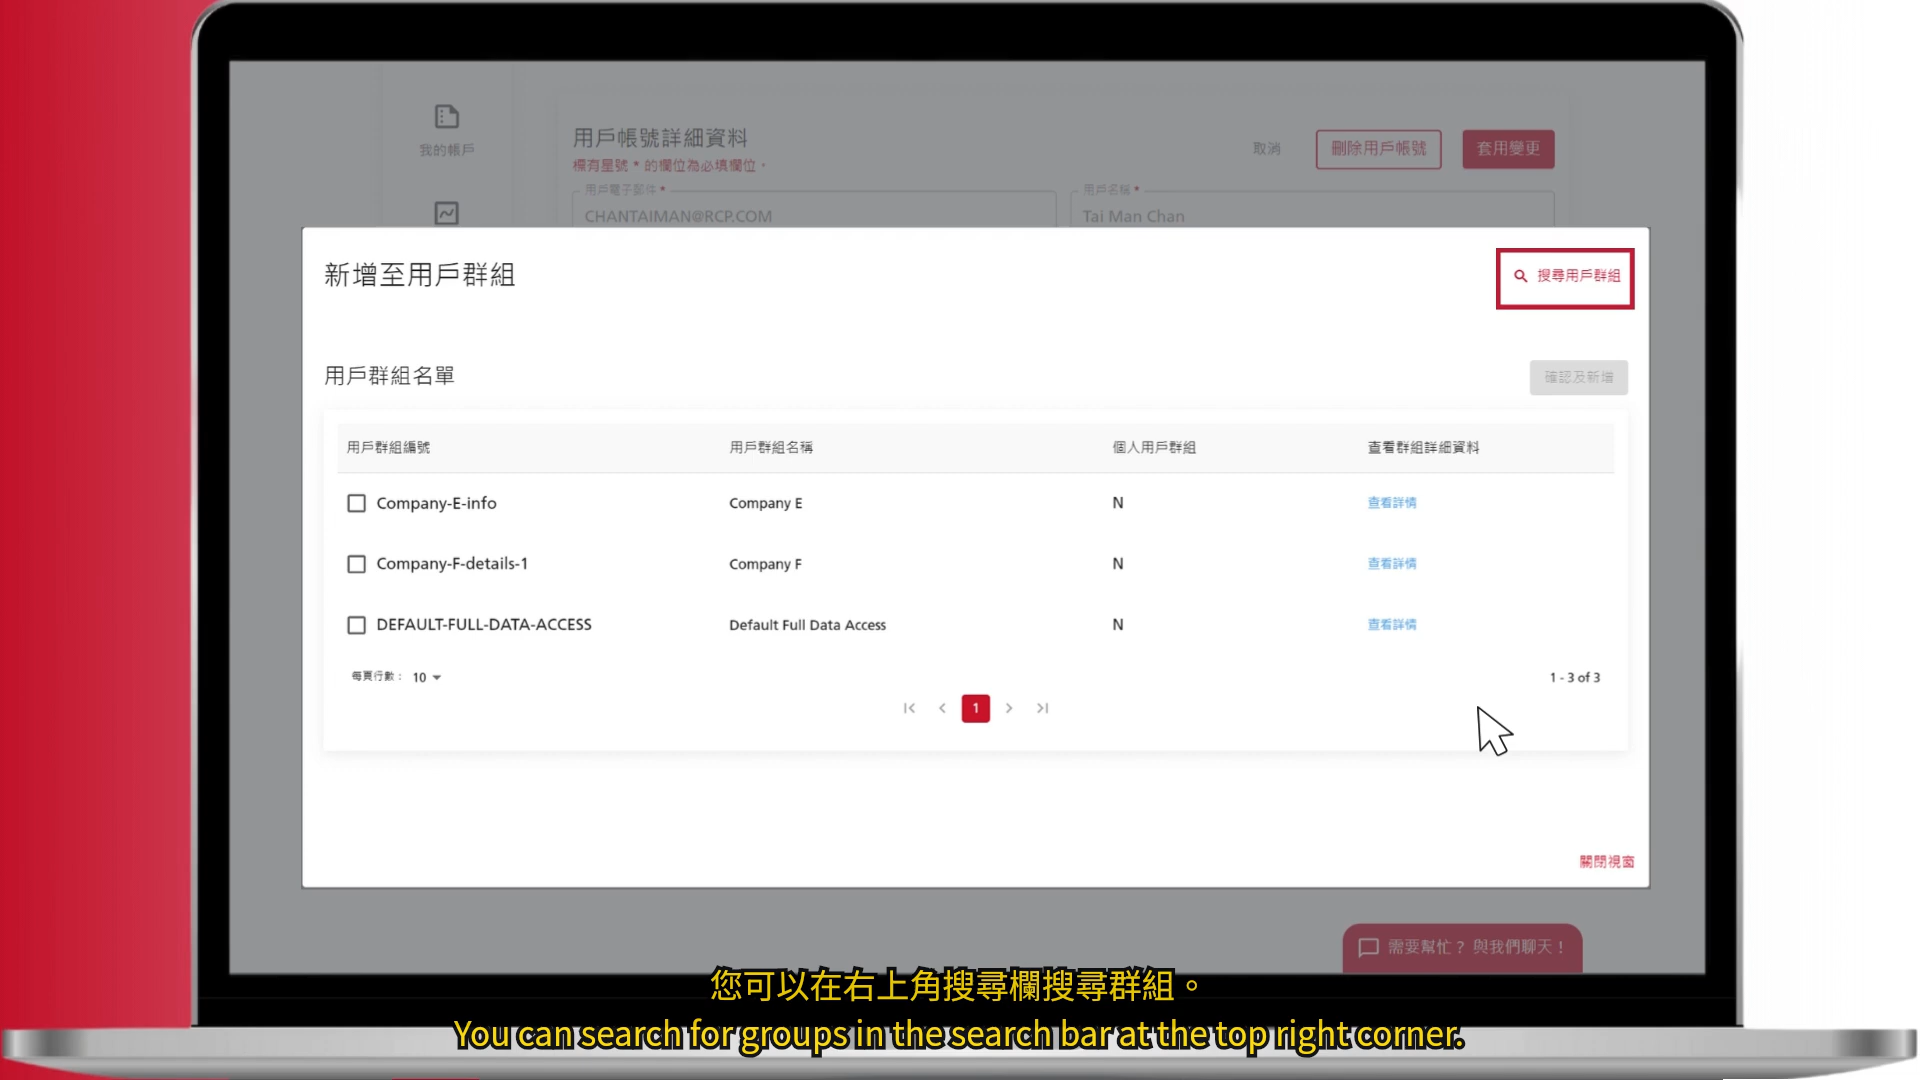 我的帳戶
用戶帳號詳細資料
標有星號 * 的欄位為必填欄位。
取消
刪除用戶帳號
套用變更
用戶電子郵件 *
CHANTAIMAN@RCP.COM
用戶名稱 *
Tai Man Chan
新增至用戶群組
搜尋用戶群組
用戶群組名單
確認及新增
用戶群組編號 用戶群組名稱 個人用戶群組 查看群組詳細資料
Company-E-info Company E N 查看詳情
Company-F-details-1 Company F N 查看詳情
DEFAULT-FULL-DATA-ACCESS Default Full Data Access N 查看詳情
每頁行數： 10
1 - 3 of 3
1
關閉視窗
需要幫忙？ 與我們聊天！
您可以在右上角搜尋欄搜尋群組。
You can search for groups in the search bar at the top right corner.